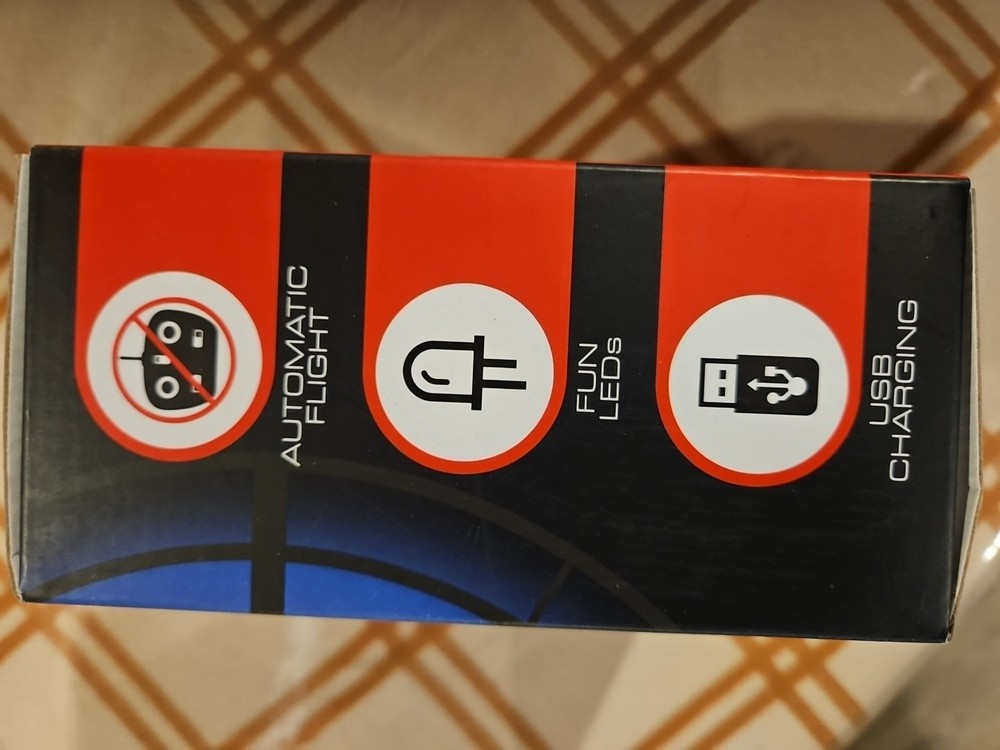 AUTOMATIC
FLIGHT
FUN
LEDs
USB
CHARGING